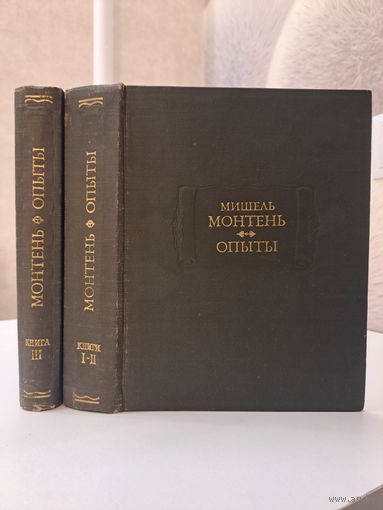 МОНТЕНЬ ОПЫТЫ
КНИГА
III
МОНТЕНЬ ОПЫТЫ
КНИГИ
I-II
МИШЕЛЬ
МОНТЕНЬ
ОПЫТЫ